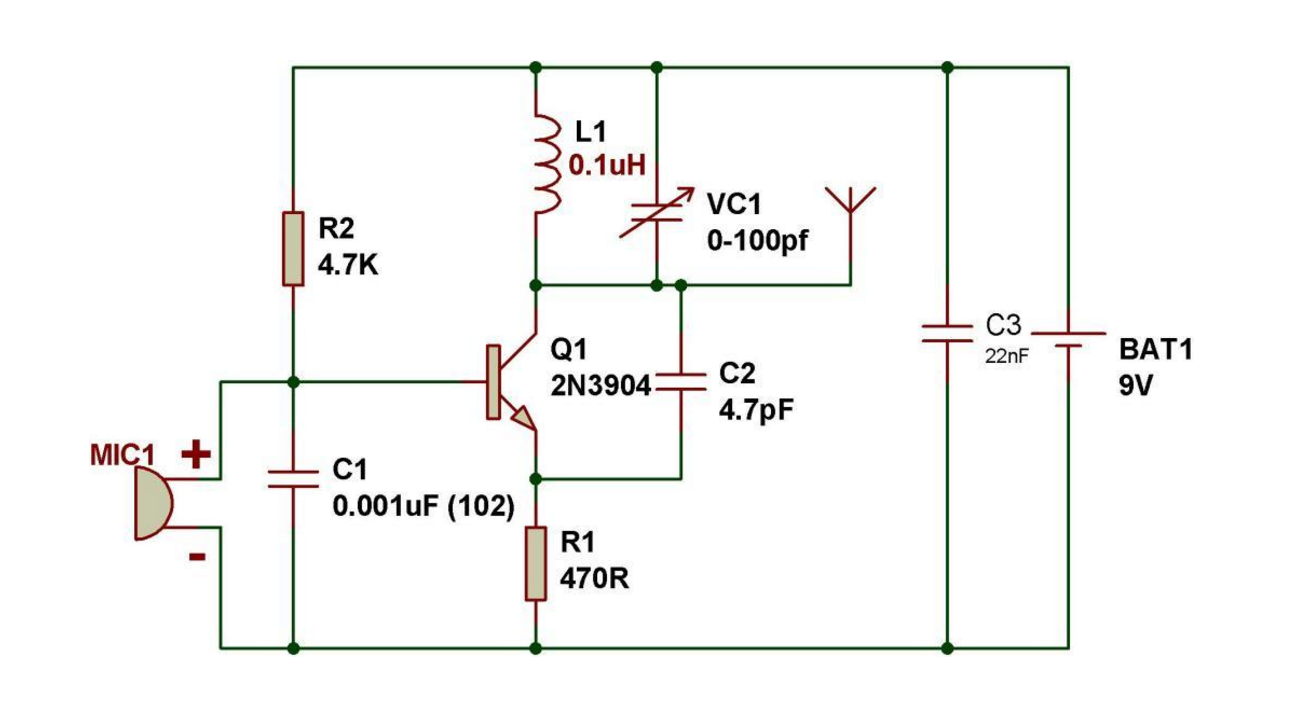 L1
0.1uH
VC1
0-100pf
R2
4.7K
C3
22nF
BAT1
9V
Q1
2N3904
C2
4.7pF
MIC1
+
-
C1
0.001uF (102)
R1
470R